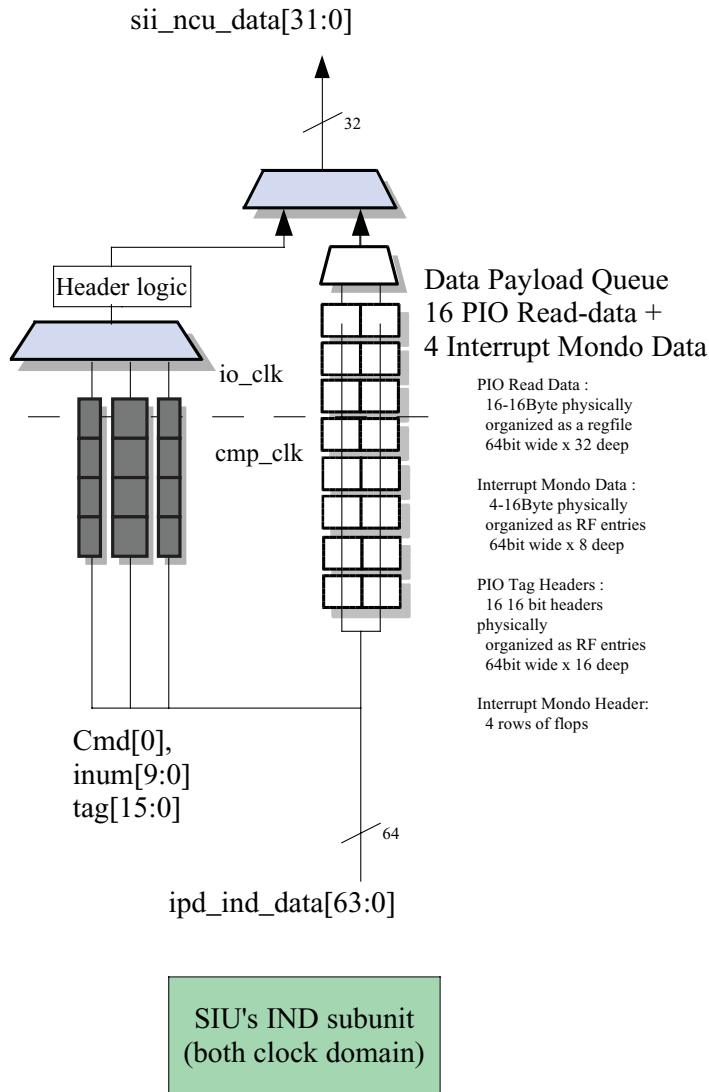 sii_ncu_data[31:0]
32
Header logic
Data Payload Queue
16 PIO Read-data +
4 Interrupt Mondo Data
io_clk
cmp_clk
PIO Read Data :
16-16Byte physically
organized as a regfile
64bit wide x 32 deep
Interrupt Mondo Data :
4-16Byte physically
organized as RF entries
64bit wide x 8 deep
PIO Tag Headers :
16 16 bit headers
physically
organized as RF entries
64bit wide x 16 deep
Interrupt Mondo Header:
4 rows of flops
Cmd[0],
inum[9:0]
tag[15:0]
64
ipd_ind_data[63:0]
SIU's IND subunit
(both clock domain)